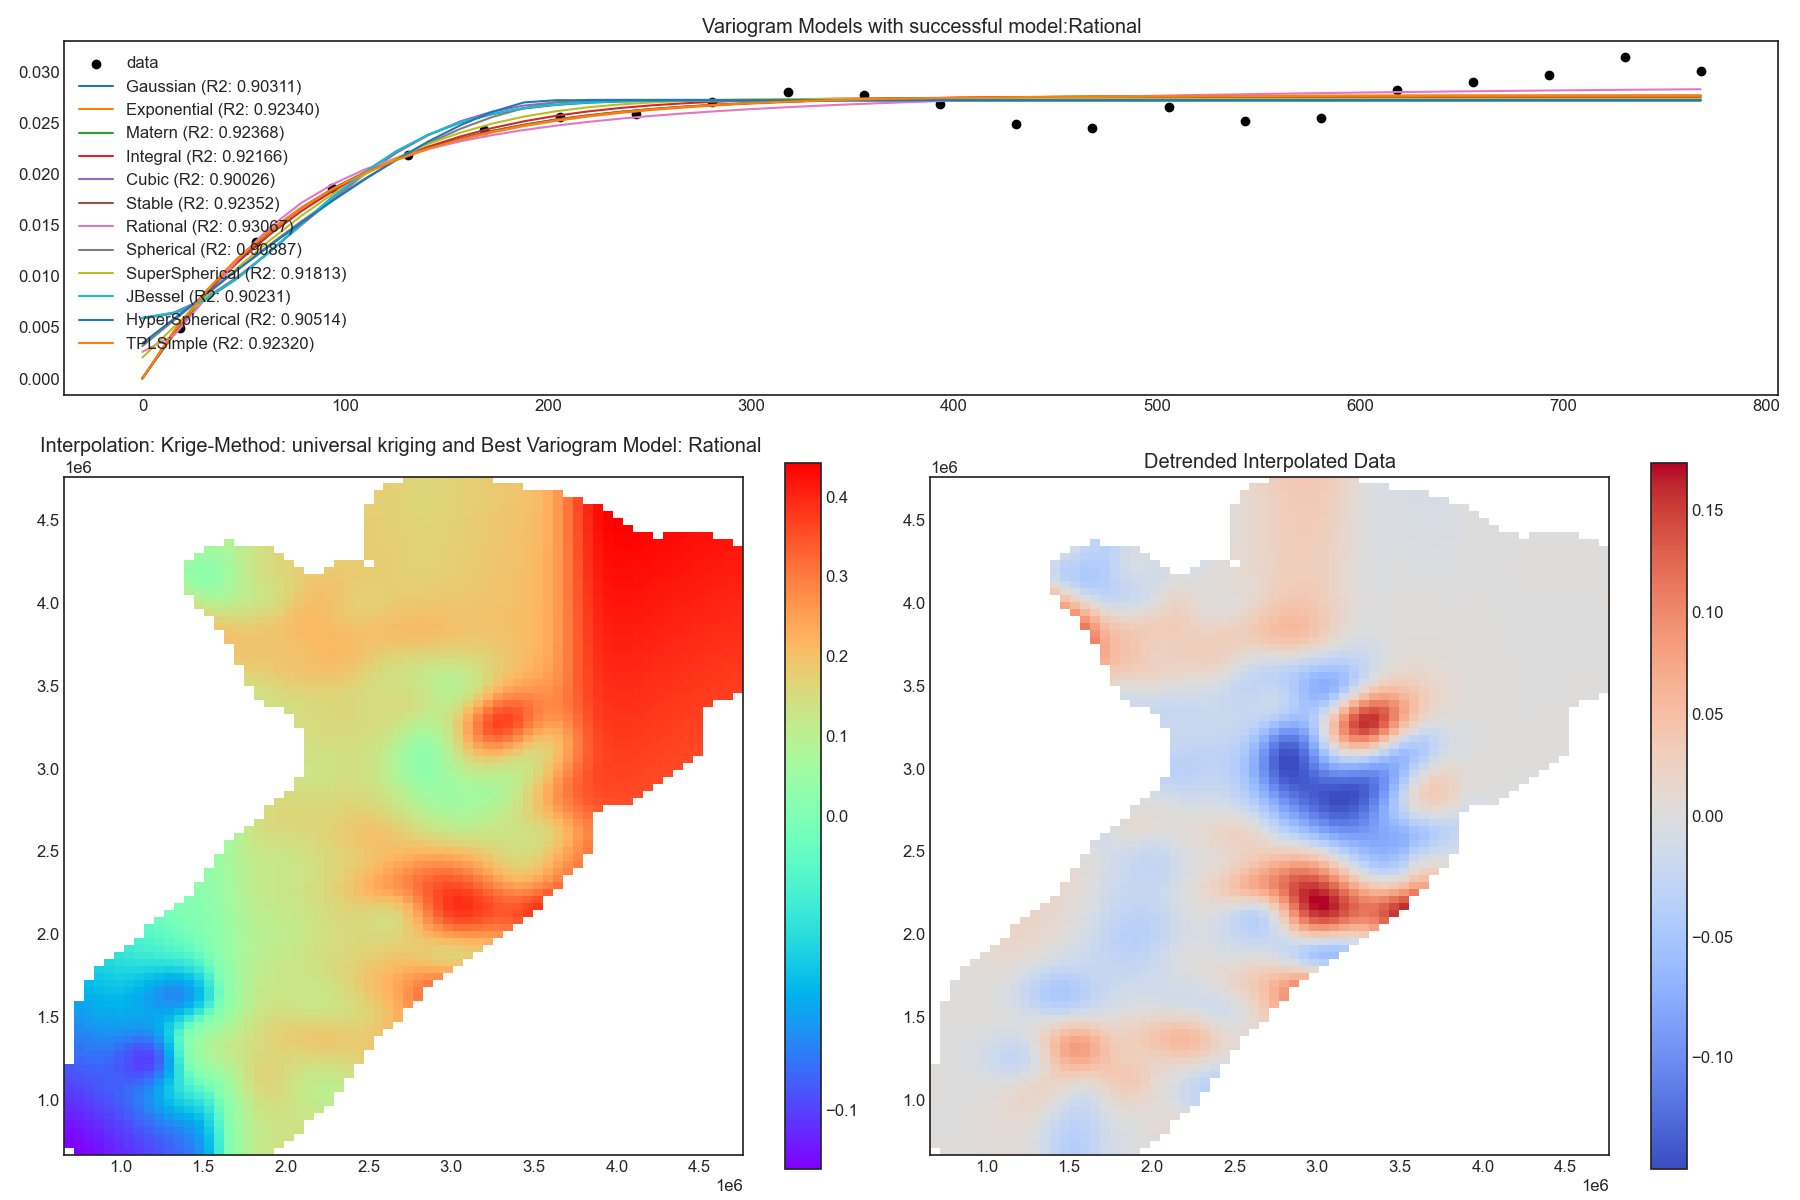 Variogram Models with successful model:Rational
0.030
0.025
0.020
0.015
0.010
0.005
0.000
data
Gaussian (R2: 0.90311)
Exponential (R2: 0.92340)
Matern (R2: 0.92368)
Integral (R2: 0.92166)
Cubic (R2: 0.90026)
Stable (R2: 0.92352)
Rational (R2: 0.93067)
Spherical (R2: 0.90887)
SuperSpherical (R2: 0.91813)
JBessel (R2: 0.90231)
HyperSpherical (R2: 0.90514)
TPLSimple (R2: 0.92320)
0 100 200 300 400 500 600 700 800
Interpolation: Krige-Method: universal kriging and Best Variogram Model: Rational
1e6
4.5
4.0
3.5
3.0
2.5
2.0
1.5
1.0
1.0 1.5 2.0 2.5 3.0 3.5 4.0 4.5
1e6
0.4
0.3
0.2
0.1
0.0
−0.1
Detrended Interpolated Data
1e6
4.5
4.0
3.5
3.0
2.5
2.0
1.5
1.0
1.0 1.5 2.0 2.5 3.0 3.5 4.0 4.5
1e6
0.15
0.10
0.05
0.00
−0.05
−0.10